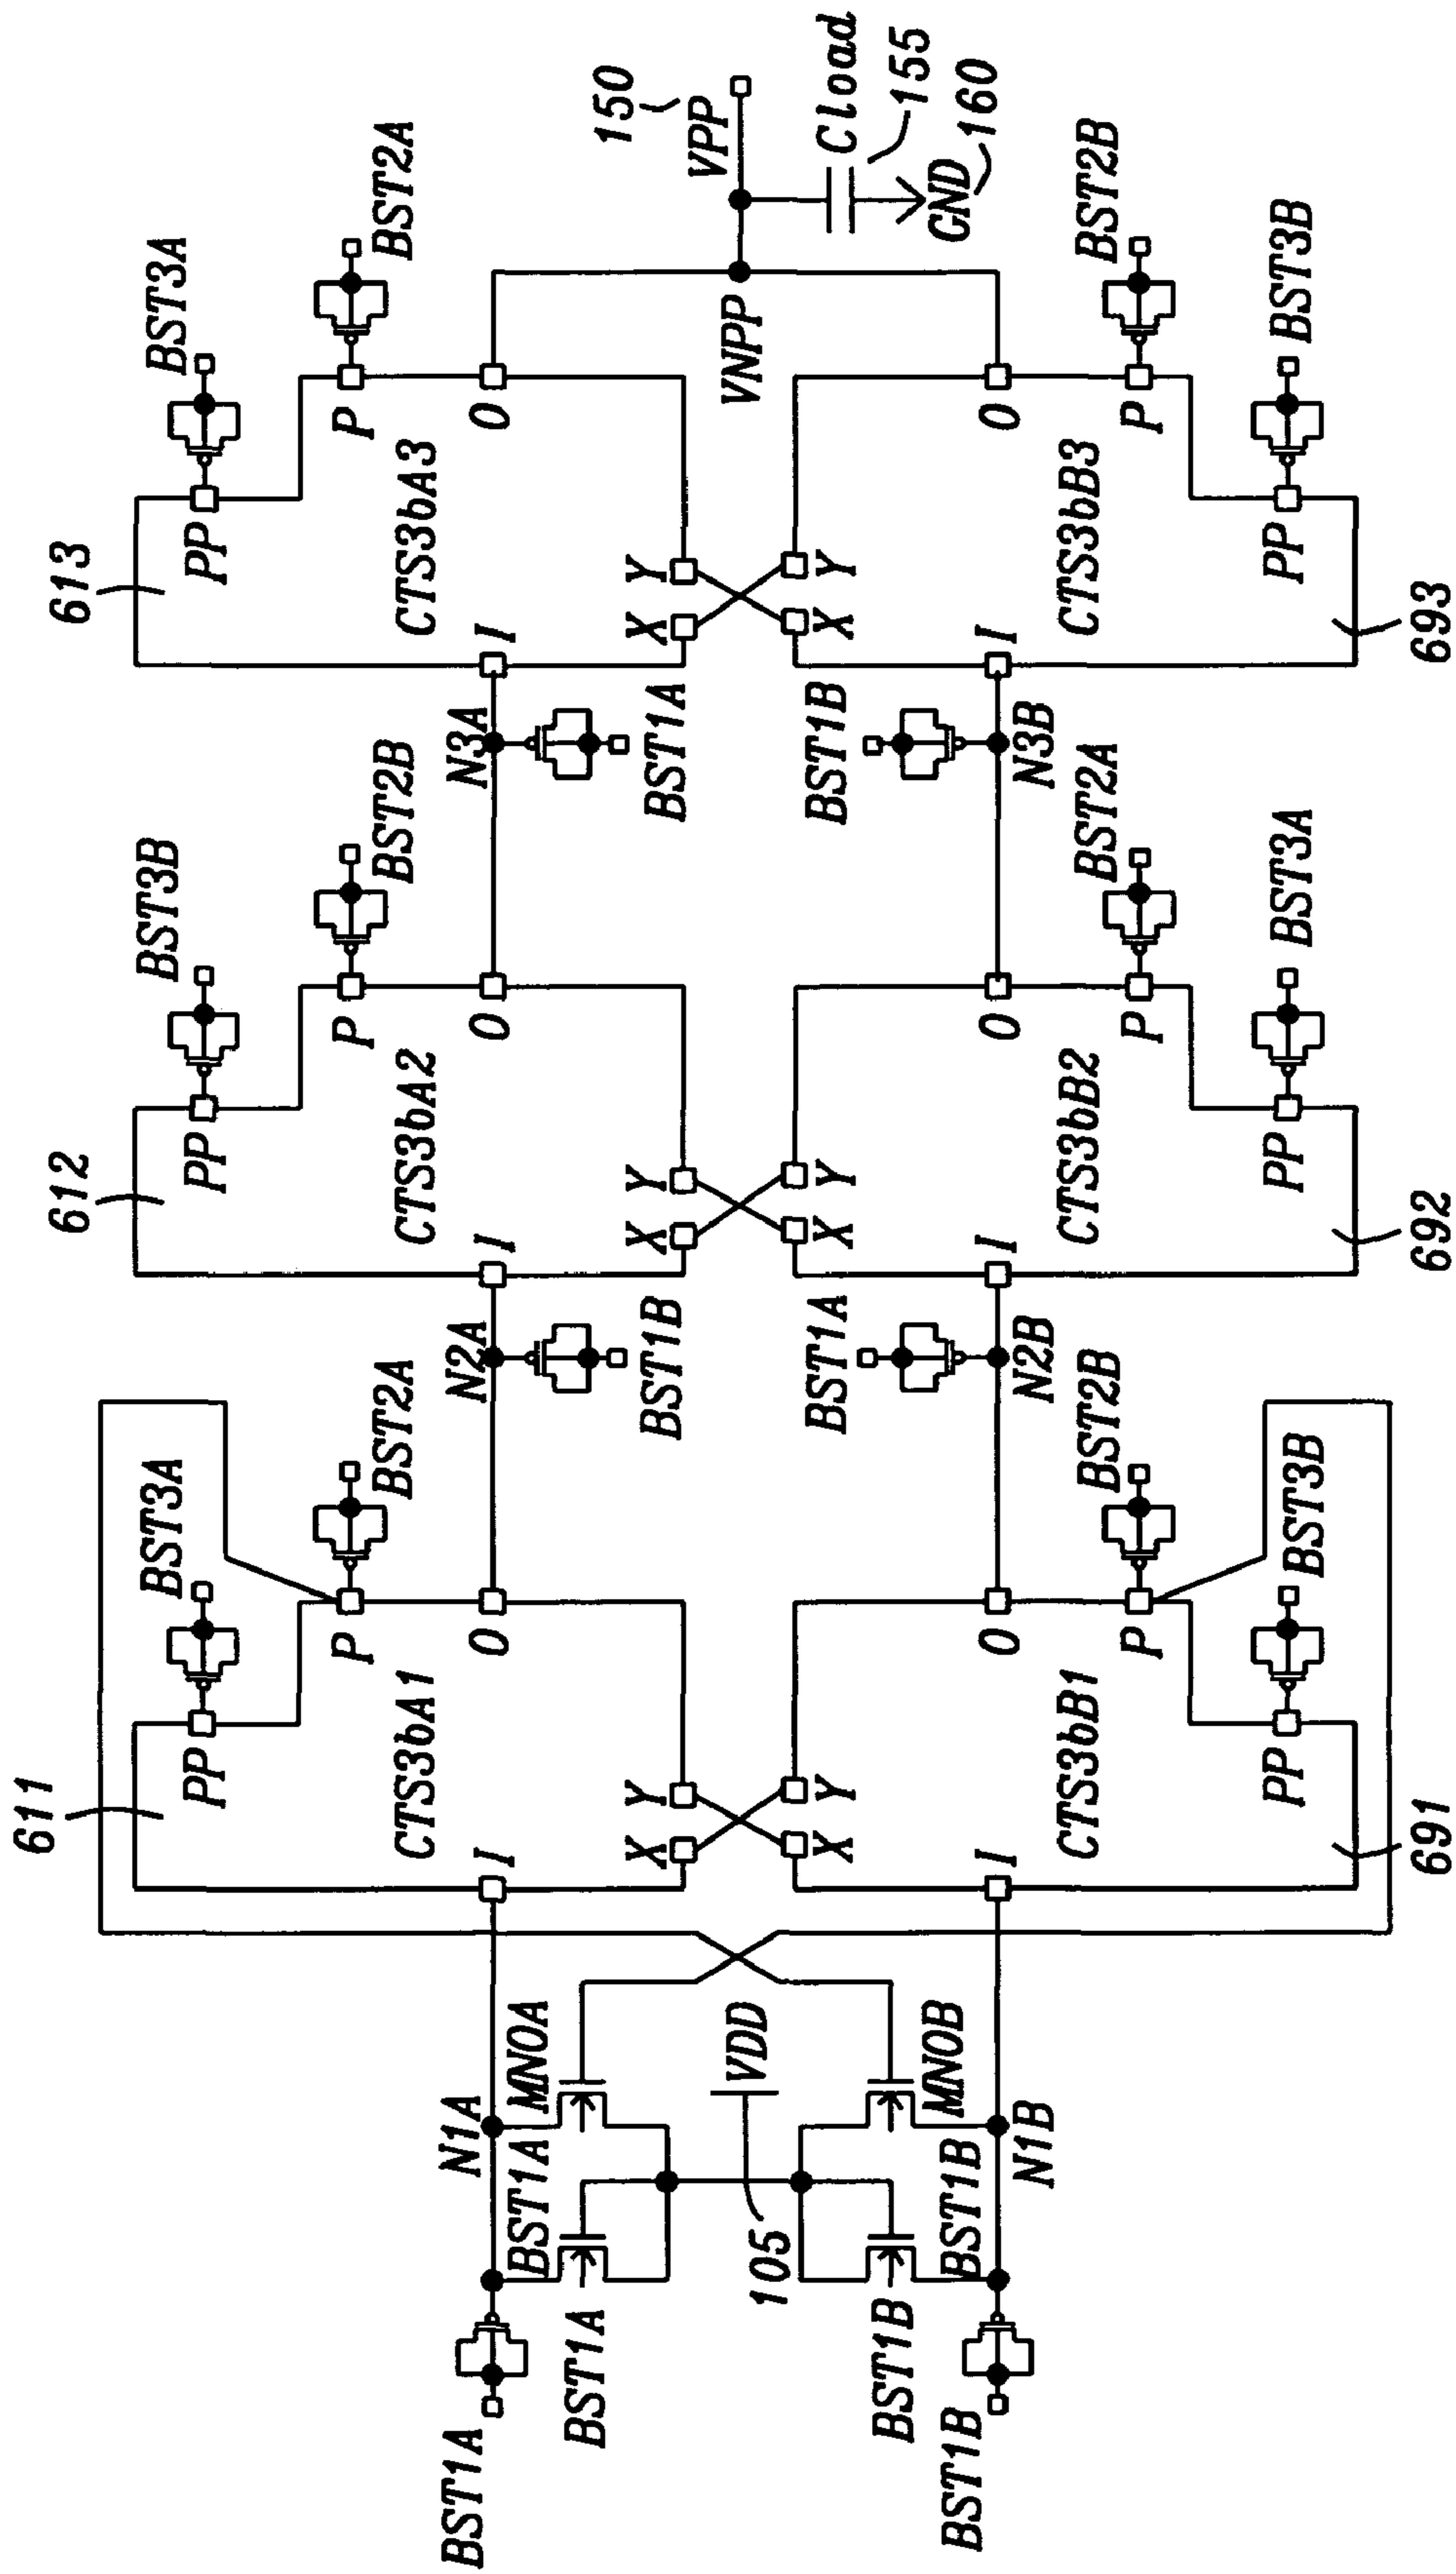 150
VPP
Cload
155
GND
160
VNPP
613
BST3A
PP
BST2A
P
CTS3bA3
O
I
X
Y
Y
X
I
O
CTS3bB3
P
BST2B
PP
BST3B
693
N3A
BST1A
BST1B
N3B
612
BST3B
PP
BST2B
P
CTS3bA2
O
I
X
Y
Y
X
I
O
CTS3bB2
P
BST2A
PP
BST3A
692
N2A
BST1B
BST1A
N2B
611
BST3A
PP
BST2A
P
CTS3bA1
O
I
X
Y
Y
X
I
O
CTS3bB1
P
BST2B
PP
BST3B
691
N1A
MN0A
VDD
MN0B
N1B
BST1A
105
BST1B
BST1A
BST1B
BST1A
BST1B